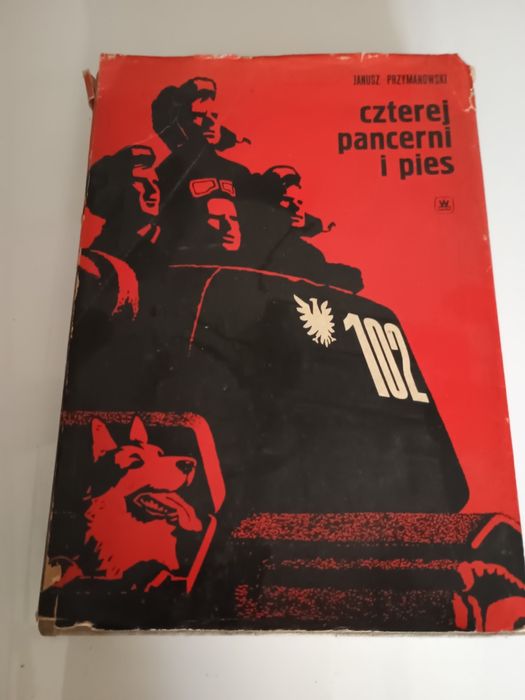 JANUSZ PRZYMANOWSKI
czterej
pancerni
i pies
102